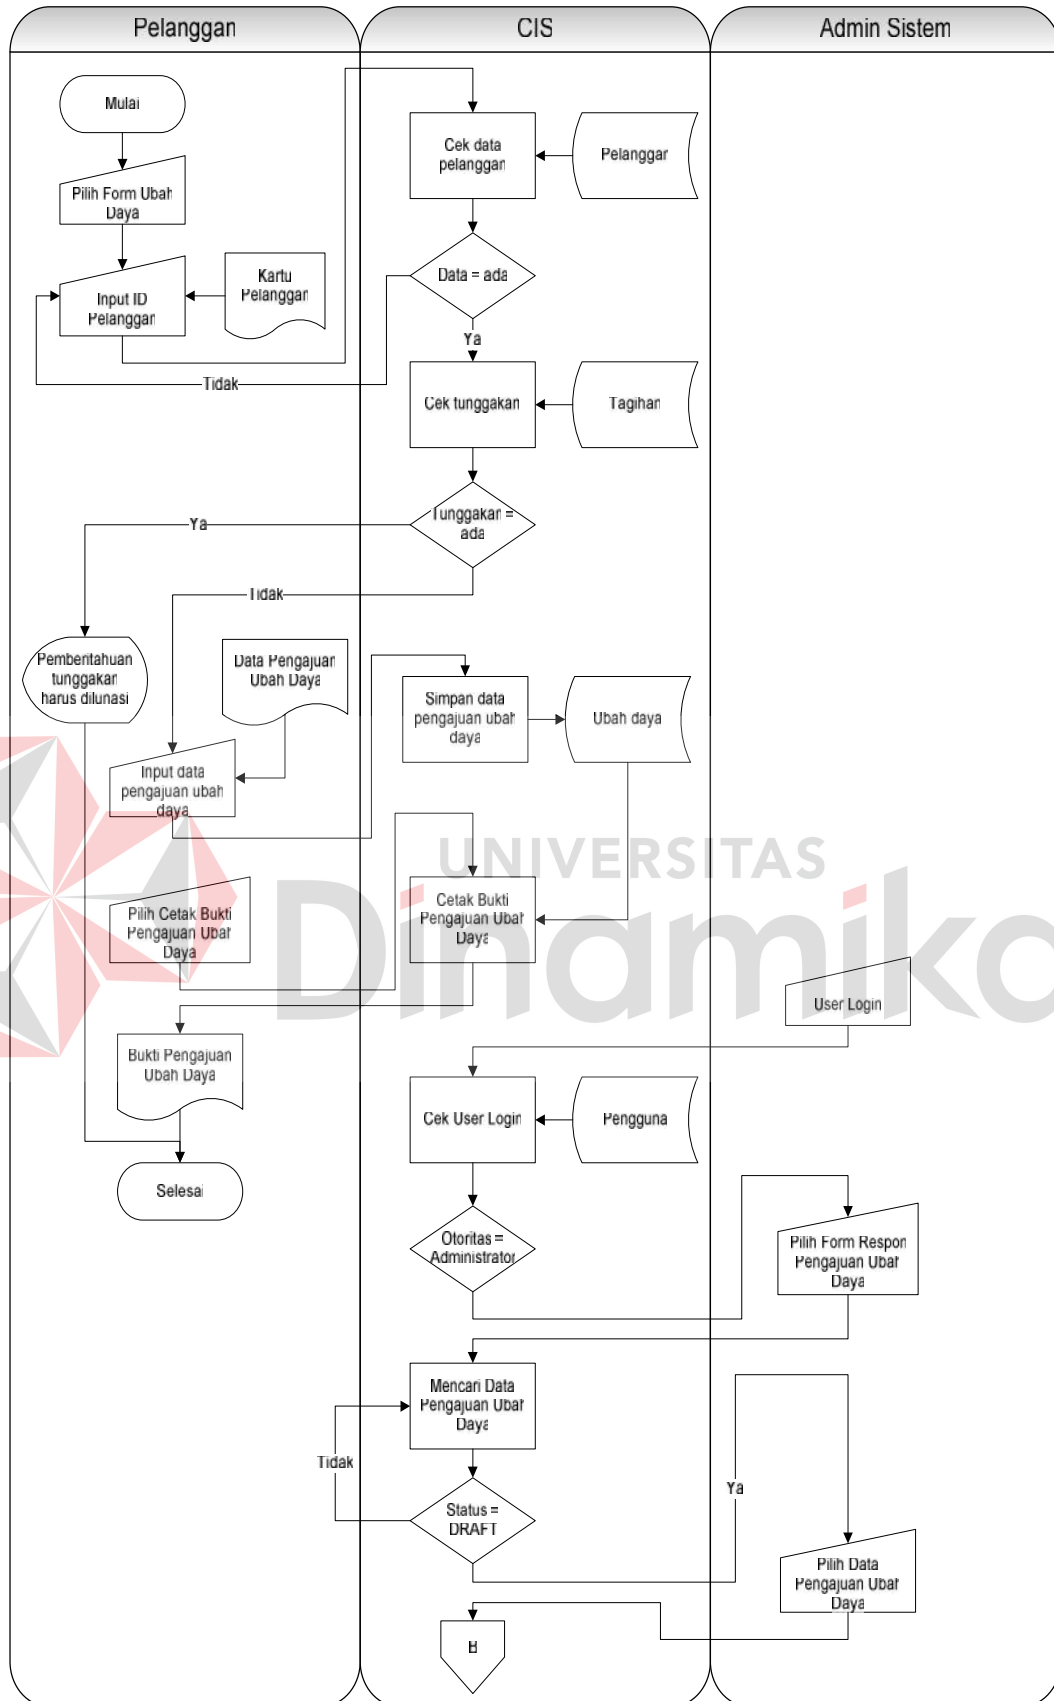 Pelanggan
CIS
Admin Sistem
Mulai
Pilih Form Ubah
Daya
Input ID
Pelanggan
Kartu
Pelanggan
Cek data
pelanggan
Pelanggan
Data = ada
Ya
Tidak
Cek tunggakan
Tagihan
Tunggakan =
ada
Ya
Tidak
Pemberitahuan
tunggakan
harus dilunasi
Data Pengajuan
Ubah Daya
Input data
pengajuan ubah
daya
Simpan data
pengajuan ubah
daya
Ubah daya
UNIVERSITAS
Dinamika
Pilih Cetak Bukti
Pengajuan Ubah
Daya
Cetak Bukti
Pengajuan Ubah
Daya
User Login
Bukti Pengajuan
Ubah Daya
Cek User Login
Pengguna
Selesai
Otoritas =
Administrator
Pilih Form Respon
Pengajuan Ubah
Daya
Mencari Data
Pengajuan Ubah
Daya
Tidak
Status =
DRAFT
Ya
Pilih Data
Pengajuan Ubah
Daya